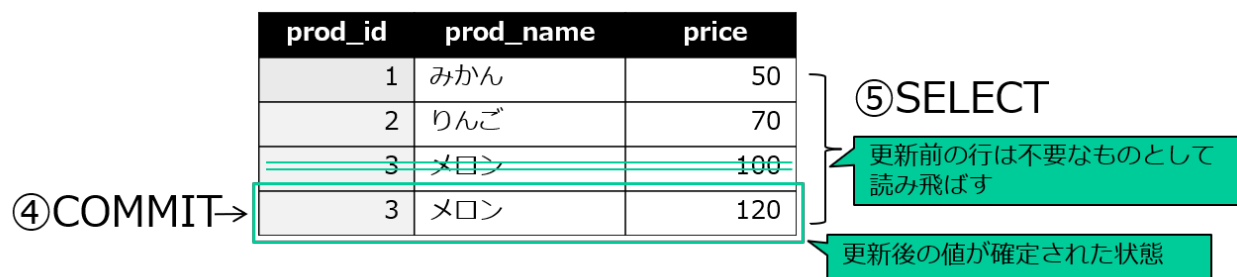 prod_id prod_name price
1 みかん 50
2 りんご 70
3 メロン 100
3 メロン 120
④COMMIT→
⑤SELECT
更新前の行は不要なものとして
読み飛ばす
更新後の値が確定された状態